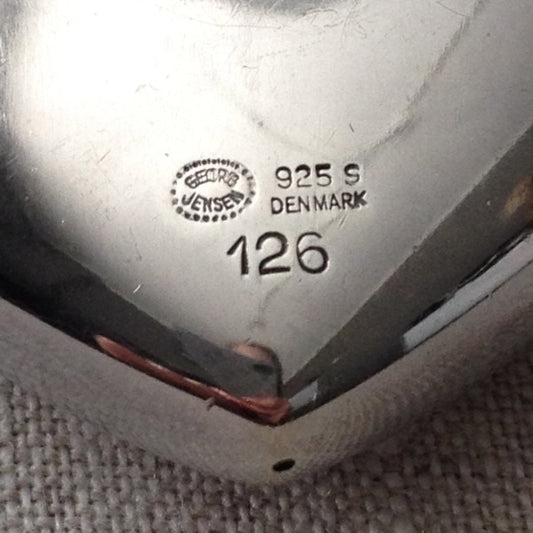 GEORG
JENSEN
925 S
DENMARK
126